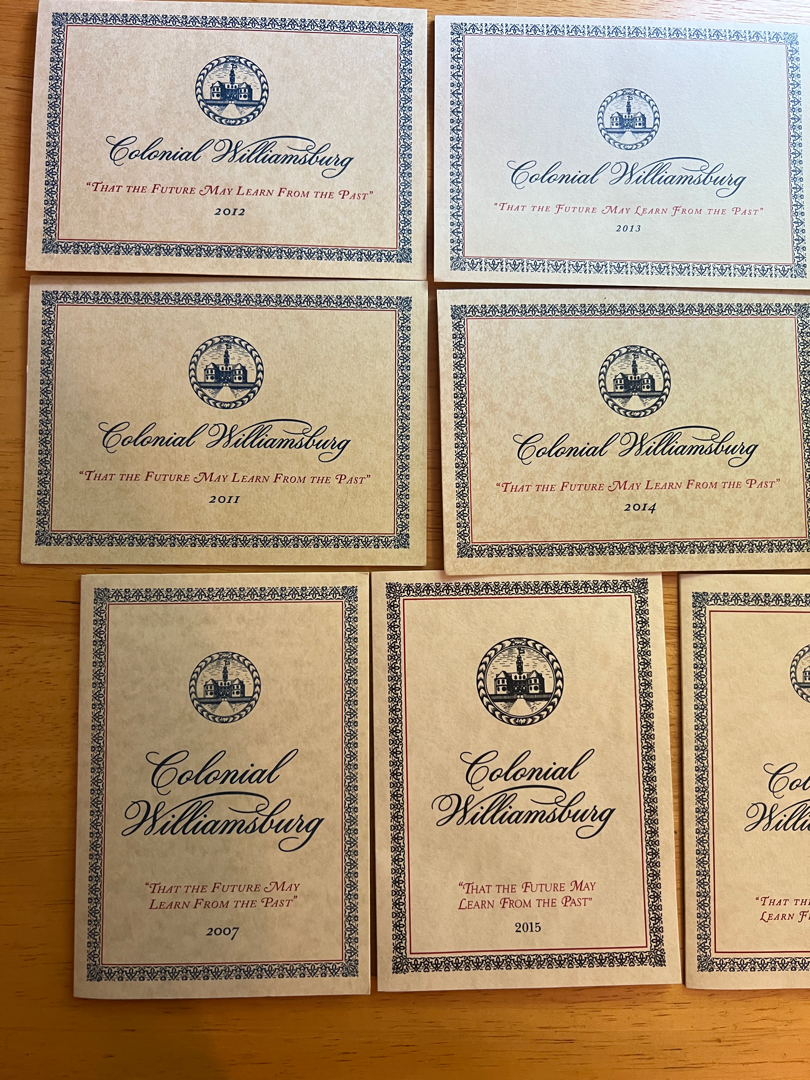 Colonial Williamsburg
"That the Future May Learn From the Past"
2012
Colonial Williamsburg
"That the Future May Learn From the Past"
2013
Colonial Williamsburg
"That the Future May Learn From the Past"
2011
Colonial Williamsburg
"That the Future May Learn From the Past"
2014
Colonial
Williamsburg
"That the Future May
Learn From the Past"
2007
Colonial
Williamsburg
"That the Future May
Learn From the Past"
2015